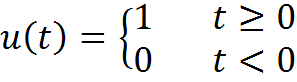 u(t) = { 1 t ≥ 0
0 t < 0